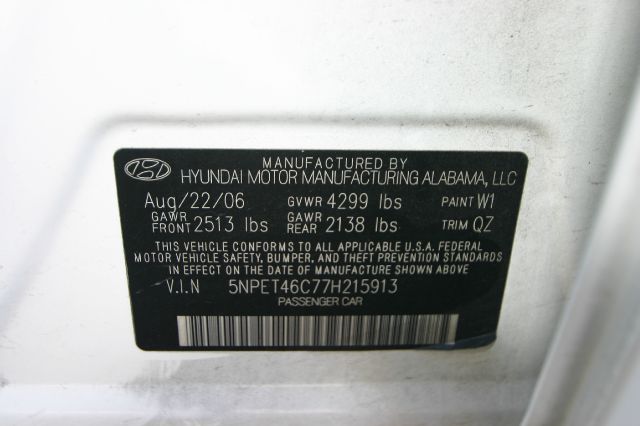 MANUFACTURED BY
HYUNDAI MOTOR MANUFACTURING ALABAMA, LLC
Aug/22/06 GVWR 4299 lbs PAINT W1
GAWR FRONT 2513 lbs GAWR REAR 2138 lbs TRIM QZ
THIS VEHICLE CONFORMS TO ALL APPLICABLE U.S.A. FEDERAL
MOTOR VEHICLE SAFETY, BUMPER, AND THEFT PREVENTION STANDARDS
IN EFFECT ON THE DATE OF MANUFACTURE SHOWN ABOVE
V.I.N 5NPET46C77H215913
PASSENGER CAR